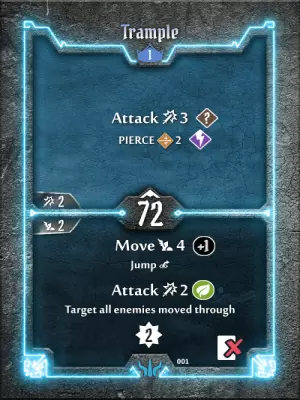 Trample
1
Attack 3 ?
PIERCE 2
2
72
2
Move 4 +1
Jump
Attack 2
Target all enemies moved through
2
001